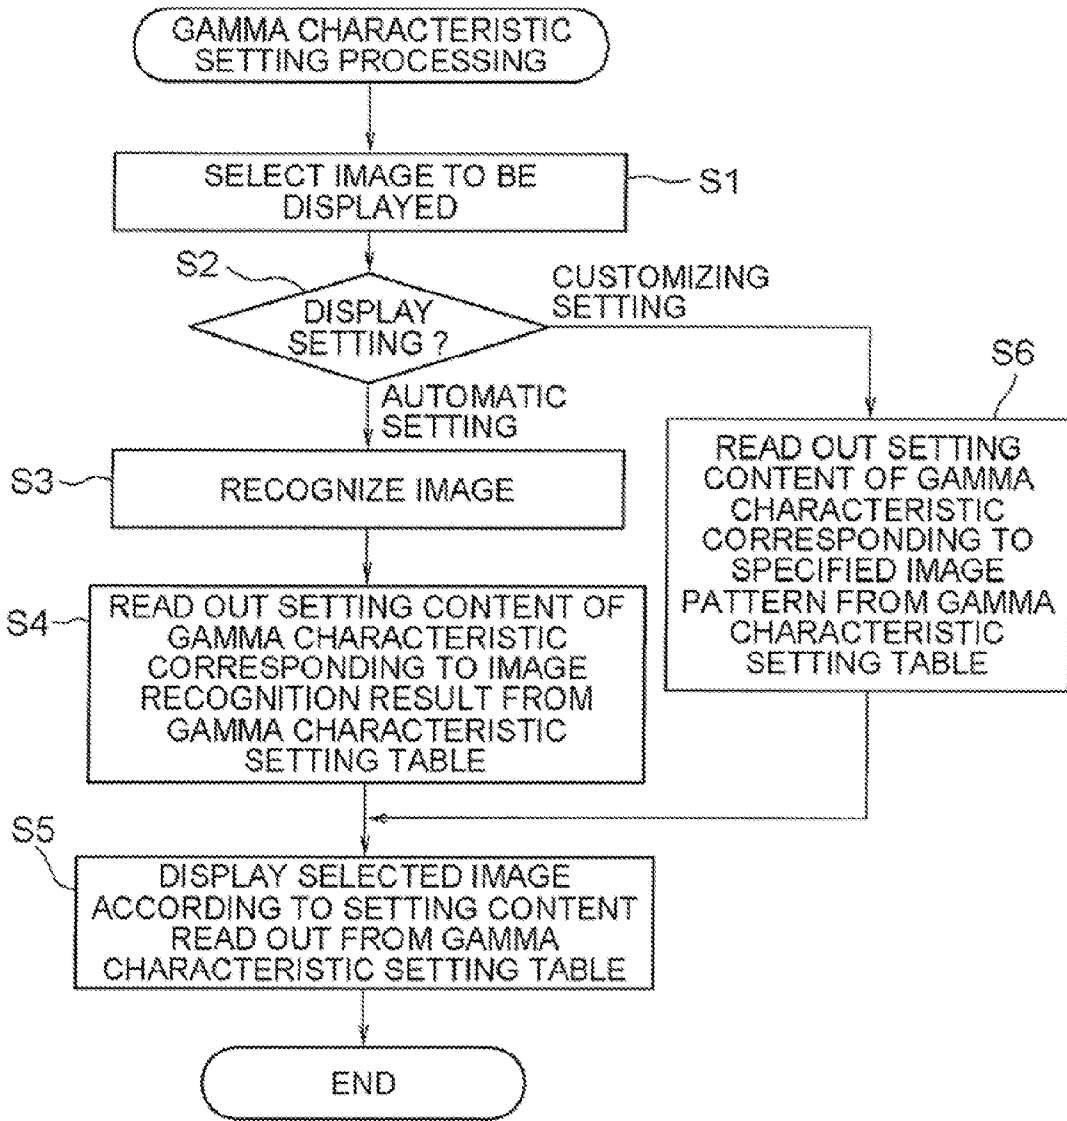 GAMMA CHARACTERISTIC
SETTING PROCESSING
SELECT IMAGE TO BE
DISPLAYED
S1
S2
DISPLAY
SETTING ?
CUSTOMIZING
SETTING
AUTOMATIC
SETTING
S3
RECOGNIZE IMAGE
S4
READ OUT SETTING CONTENT OF
GAMMA CHARACTERISTIC
CORRESPONDING TO IMAGE
RECOGNITION RESULT FROM
GAMMA CHARACTERISTIC
SETTING TABLE
S6
READ OUT SETTING
CONTENT OF GAMMA
CHARACTERISTIC
CORRESPONDING TO
SPECIFIED IMAGE
PATTERN FROM GAMMA
CHARACTERISTIC
SETTING TABLE
S5
DISPLAY SELECTED IMAGE
ACCORDING TO SETTING CONTENT
READ OUT FROM GAMMA
CHARACTERISTIC SETTING TABLE
END